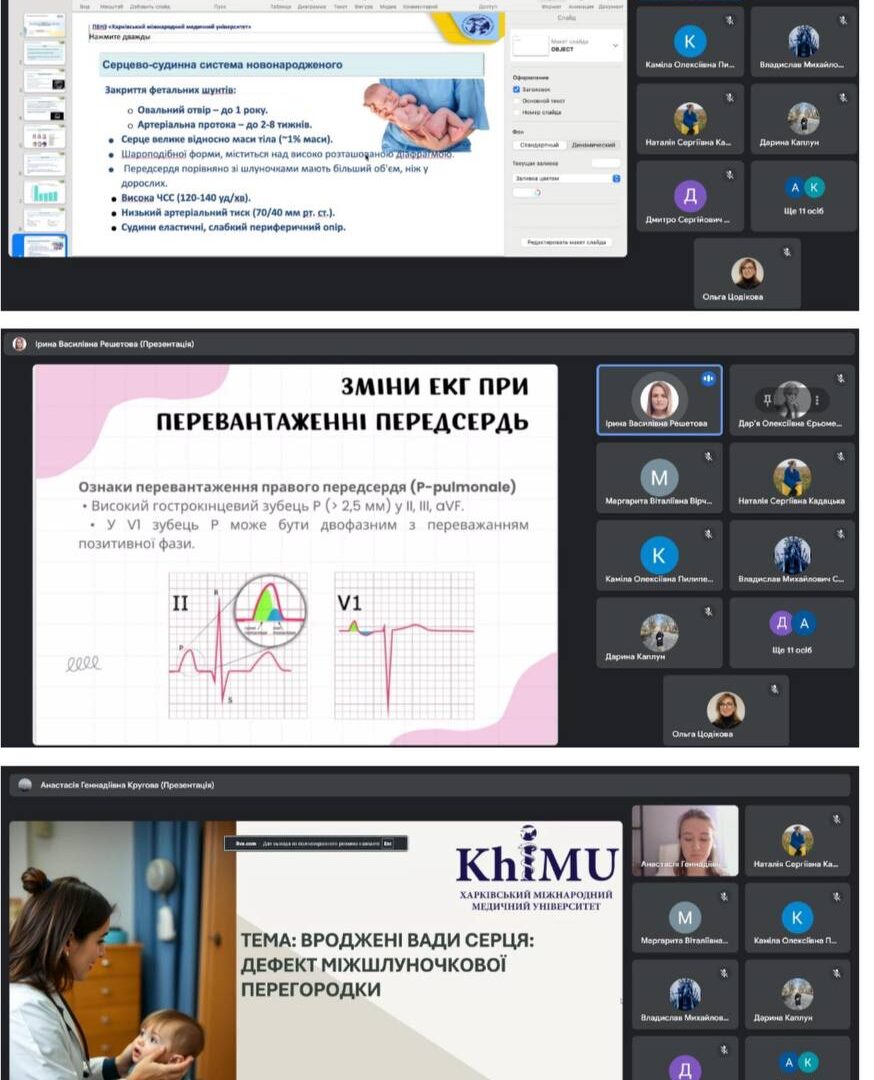 Вид Вставить Добавить слайд Пуск Таблица Диаграмма Текст Фигура Медиа Комментарий Доступ Формат Анимация Документ
Слайд
ПВНЗ «Харківський міжнародний медичний університет»
Нажмите дважды
Макет слайда
OBJECT
Серцево-судинна система новонародженого
Закриття фетальних шунтів:
Овальний отвір – до 1 року.
Артеріальна протока – до 2-8 тижнів.
Серце велике відносно маси тіла (~1% маси).
Шароподібної форми, міститься над високо розташованою діафрагмою.
Передсердя порівняно зі шлуночками мають більший об'єм, ніж у
дорослих.
Висока ЧСС (120-140 уд/хв).
Низький артеріальний тиск (70/40 мм рт. ст.).
Судини еластичні, слабкий периферичний опір.
Оформление
Заголовок
Основной текст
Номер слайда
Фон
Стандартный Динамический
Текущая заливка
Заливка цветом
Редактировать макет слайда
К
Каміла Олексіївна Пи...
Владислав Михайло...
Наталія Сергіївна Ка...
Дарина Каплун
Д
Дмитро Сергійович ...
А К
Ще 11 осіб
Ольга Цодікова
Ірина Василівна Решетова (Презентація)
ЗМІНИ ЕКГ ПРИ
ПЕРЕВАНТАЖЕННІ ПЕРЕДСЕРДЬ
Ознаки перевантаження правого передсердя (P-pulmonale)
• Високий гострокінцевий зубець P (> 2,5 мм) у II, III, aVF.
• У V1 зубець P може бути двофазним з переважанням
позитивної фази.
II
R
P
S
V1
Ірина Василівна Решетова
Дар'я Олексіївна Єрьоме...
М
Маргарита Віталіївна Вірч...
Наталія Сергіївна Кадацька
К
Каміла Олексіївна Пилипе...
Владислав Михайлович С...
Дарина Каплун
Д А
Ще 11 осіб
Ольга Цодікова
Анастасія Геннадіївна Кругова (Презентація)
KhIMU
ХАРКІВСЬКИЙ МІЖНАРОДНИЙ
МЕДИЧНИЙ УНІВЕРСИТЕТ
ТЕМА: ВРОДЖЕНІ ВАДИ СЕРЦЯ:
ДЕФЕКТ МІЖШЛУНОЧКОВОЇ
ПЕРЕГОРОДКИ
Анастасія Геннадіївн
Наталія Сергіївна Ка...
М
Маргарита Віталіївна...
К
Каміла Олексіївна П...
Владислав Михайлов...
Дарина Каплун
Д
А К